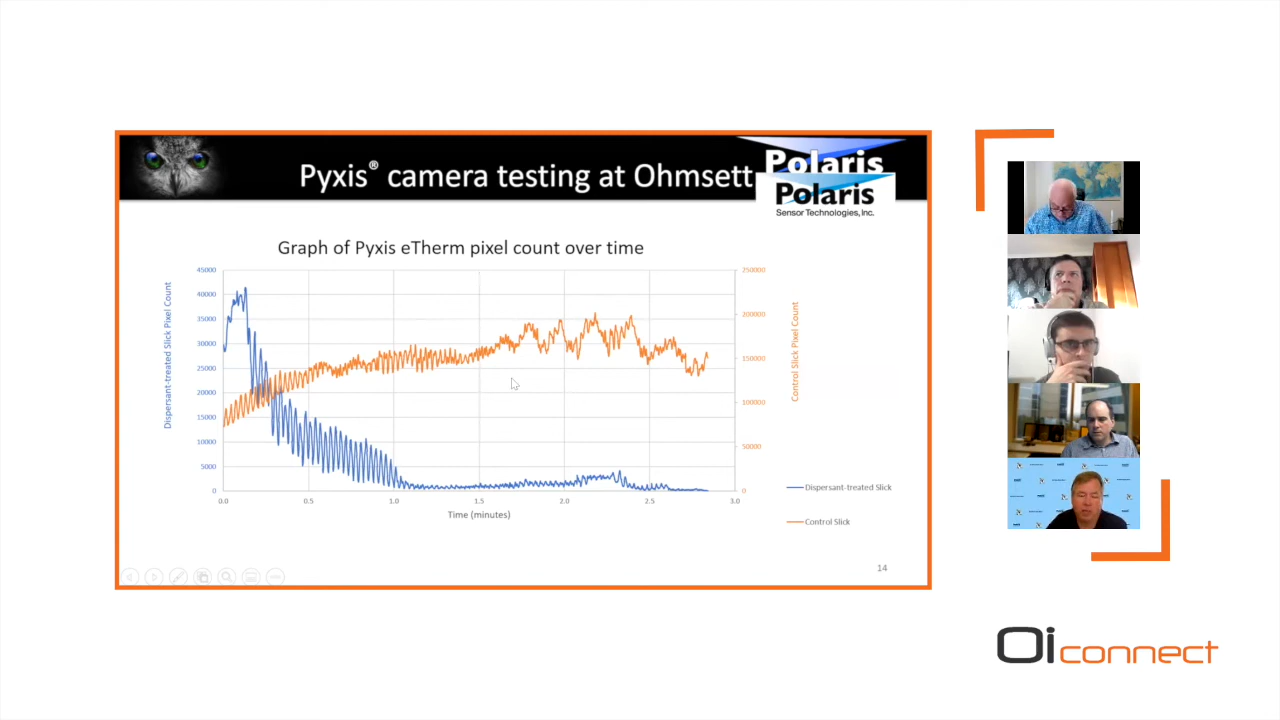 Pyxis® camera testing at Ohmsett
Polaris
Polaris
Sensor Technologies, Inc.
Graph of Pyxis eTherm pixel count over time
Dispersant-treated Slick Pixel Count
45000
40000
35000
30000
25000
20000
15000
10000
5000
0
250000
200000
150000
100000
50000
0
Control Slick Pixel Count
0.0 0.5 1.0 1.5 2.0 2.5 3.0
Time (minutes)
Dispersant-treated Slick
Control Slick
14
Oi connect